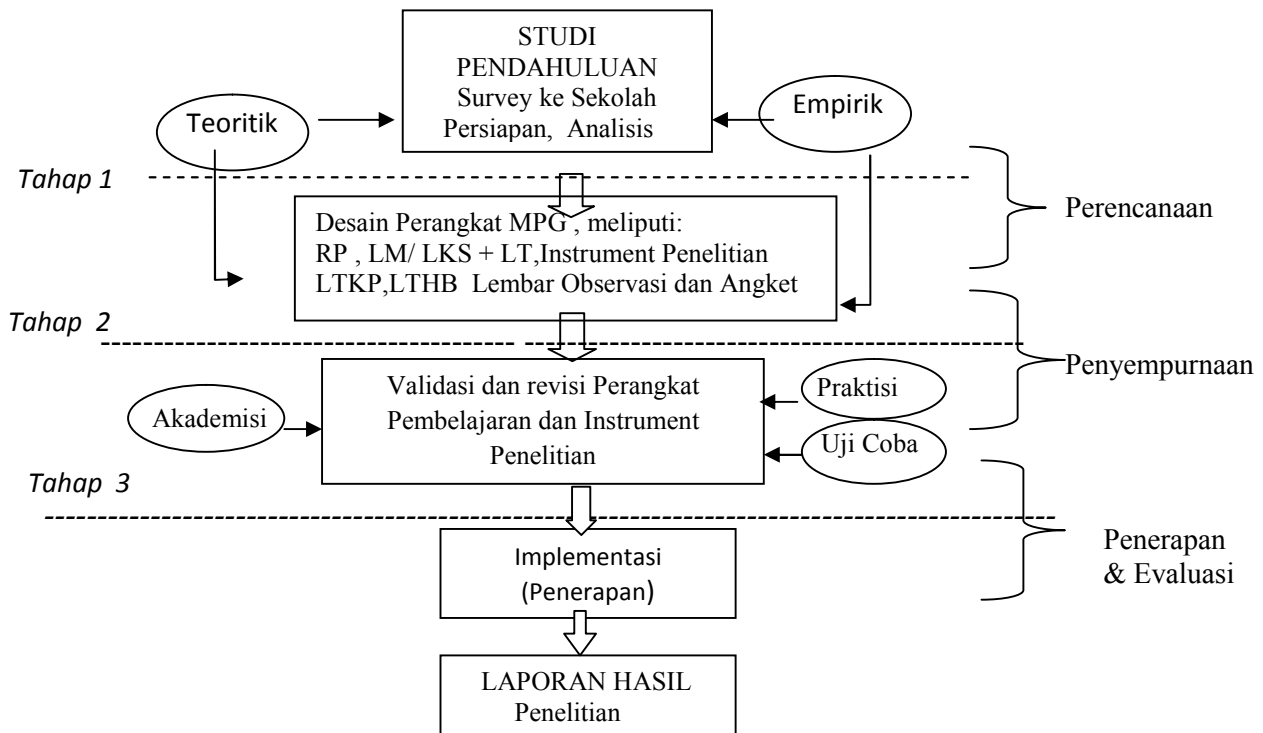 STUDI
PENDAHULUAN
Survey ke Sekolah
Persiapan, Analisis
Teoritik
Empirik
Tahap 1
Perencanaan
Desain Perangkat MPG , meliputi:
RP , LM/ LKS + LT,Instrument Penelitian
LTKP,LTHB Lembar Observasi dan Angket
Tahap 2
Penyempurnaan
Validasi dan revisi Perangkat
Pembelajaran dan Instrument
Penelitian
Akademisi
Praktisi
Uji Coba
Tahap 3
Implementasi
(Penerapan)
Penerapan
& Evaluasi
LAPORAN HASIL
Penelitian